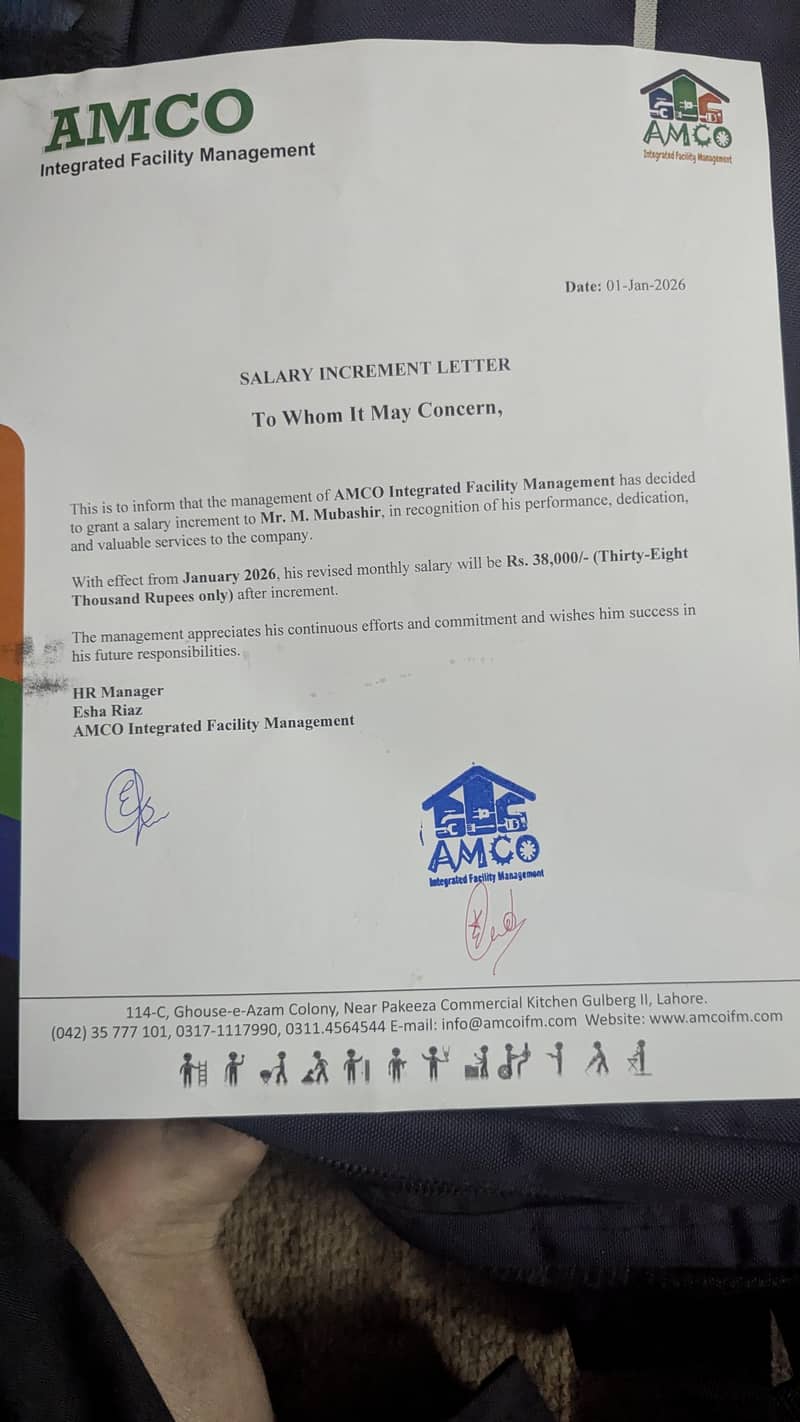 AMCO
Integrated Facility Management
AMCO
Integrated Facility Management
Date: 01-Jan-2026
SALARY INCREMENT LETTER
To Whom It May Concern,
This is to inform that the management of AMCO Integrated Facility Management has decided
to grant a salary increment to Mr. M. Mubashir, in recognition of his performance, dedication,
and valuable services to the company.
With effect from January 2026, his revised monthly salary will be Rs. 38,000/- (Thirty-Eight
Thousand Rupees only) after increment.
The management appreciates his continuous efforts and commitment and wishes him success in
his future responsibilities.
HR Manager
Esha Riaz
AMCO Integrated Facility Management
AMCO
Integrated Facility Management
114-C, Ghouse-e-Azam Colony, Near Pakeeza Commercial Kitchen Gulberg II, Lahore.
(042) 35 777 101, 0317-1117990, 0311.4564544 E-mail: info@amcoifm.com Website: www.amcoifm.com